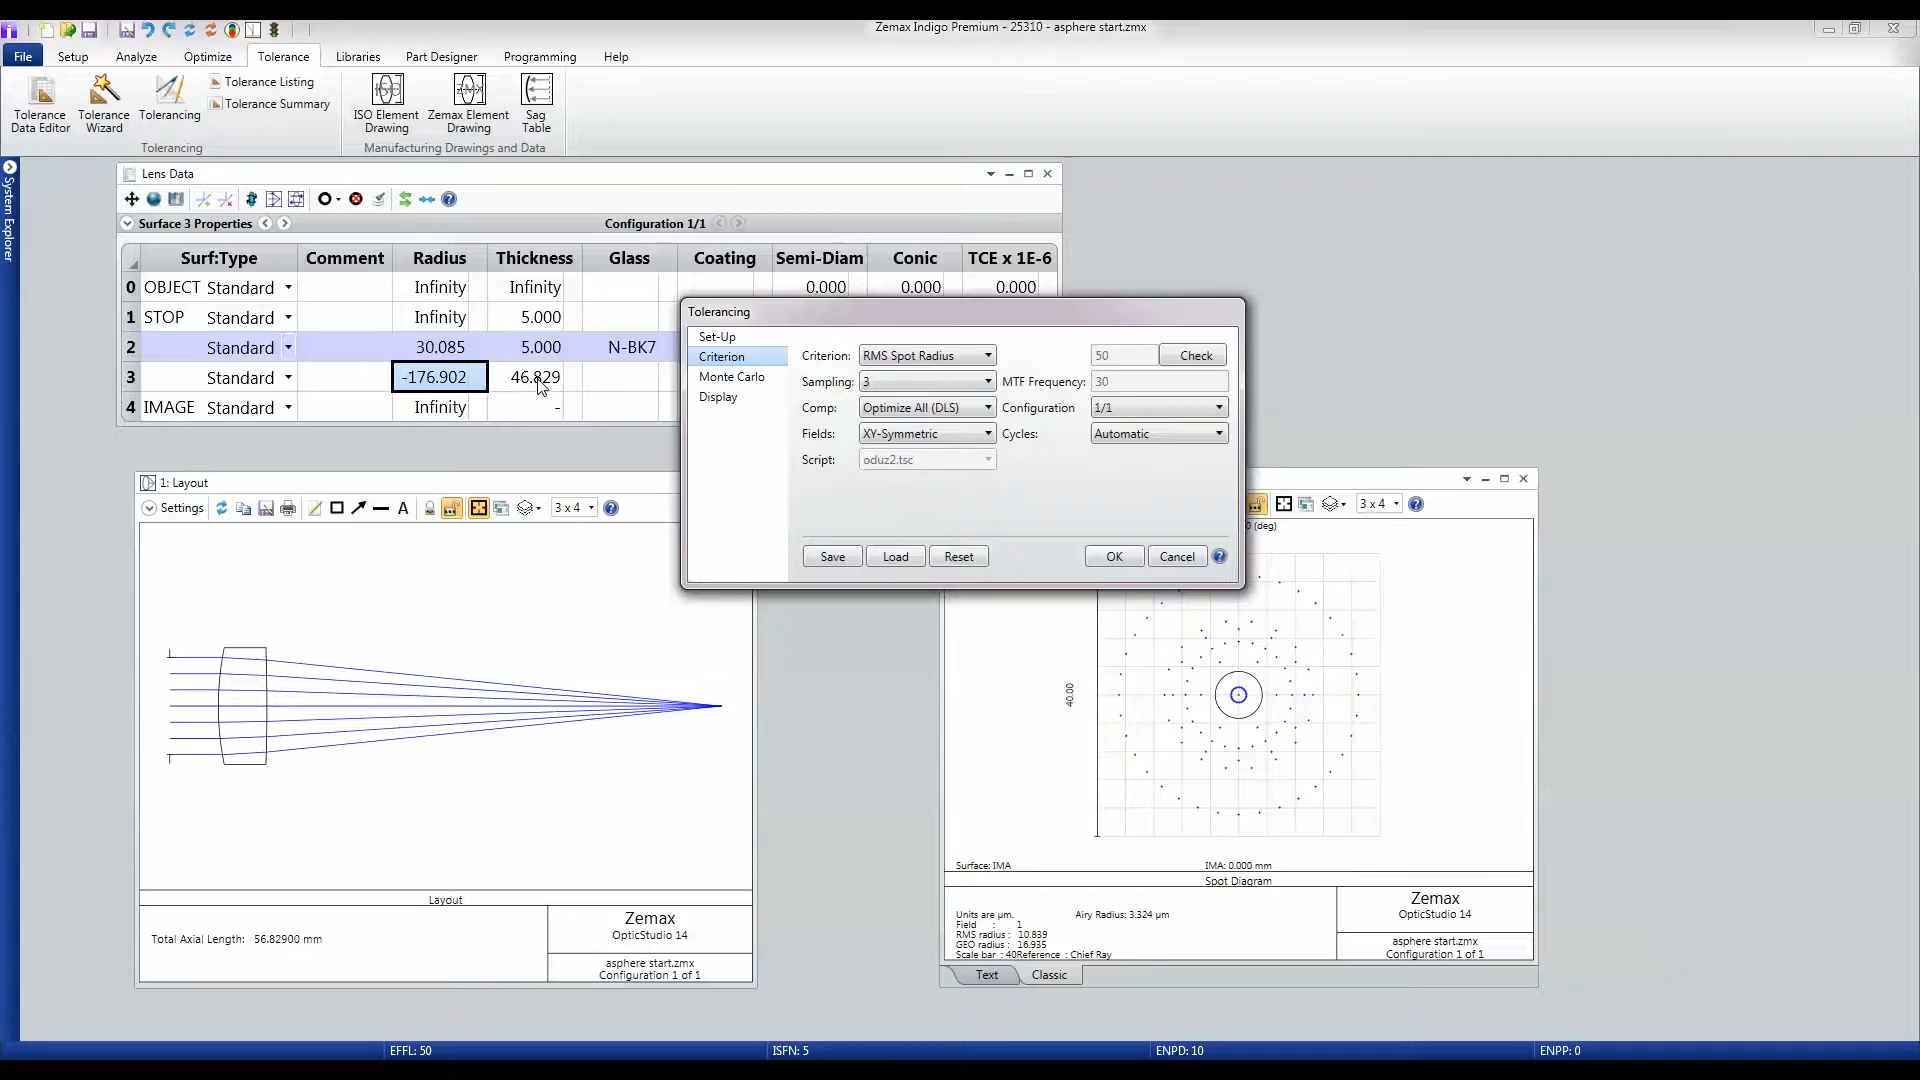 Zemax Indigo Premium - 25310 - asphere start.zmx
File Setup Analyze Optimize Tolerance Libraries Part Designer Programming Help
Tolerance Data Editor
Tolerance Wizard
Tolerancing
Tolerance Listing
Tolerance Summary
ISO Element Drawing
Zemax Element Drawing
Sag Table
Tolerancing
Manufacturing Drawings and Data
System Explorer
Lens Data
Surface 3 Properties Configuration 1/1
Surf:Type Comment Radius Thickness Glass Coating Semi-Diam Conic TCE x 1E-6
0 OBJECT Standard Infinity Infinity 0.000 0.000 0.000
1 STOP Standard Infinity 5.000
2 Standard 30.085 5.000 N-BK7
3 Standard -176.902 46.829
4 IMAGE Standard Infinity -
Tolerancing
Set-Up
Criterion
Monte Carlo
Display
Criterion: RMS Spot Radius 50 Check
Sampling: 3 MTF Frequency: 30
Comp: Optimize All (DLS) Configuration 1/1
Fields: XY-Symmetric Cycles: Automatic
Script: oduz2.tsc
Save Load Reset OK Cancel
1: Layout
Settings A 3 x 4
Layout
Total Axial Length: 56.82900 mm
Zemax
OpticStudio 14
asphere start.zmx
Configuration 1 of 1
3 x 4
0 (deg)
40.00
Surface: IMA IMA: 0.000 mm
Spot Diagram
Units are µm. Airy Radius: 3.324 µm
Field : 1
RMS radius : 10.839
GEO radius : 16.935
Scale bar : 40 Reference : Chief Ray
Zemax
OpticStudio 14
asphere start.zmx
Configuration 1 of 1
Text Classic
EFFL: 50 ISFN: 5 ENPD: 10 ENPP: 0